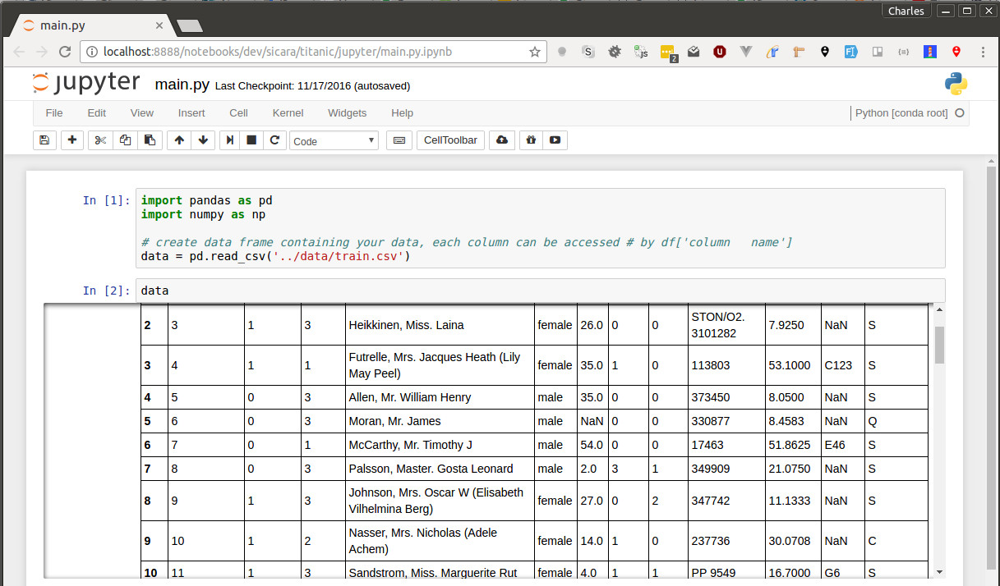 Charles
main.py
localhost:8888/notebooks/dev/sicara/titanic/jupyter/main.py.ipynb
jupyter main.py Last Checkpoint: 11/17/2016 (autosaved)
File Edit View Insert Cell Kernel Widgets Help Python [conda root]
Code CellToolbar
In [1]: import pandas as pd
import numpy as np
# create data frame containing your data, each column can be accessed # by df['column   name']
data = pd.read_csv('../data/train.csv')
In [2]: data
2 3 1 3 Heikkinen, Miss. Laina female 26.0 0 0 STON/O2. 3101282 7.9250 NaN S
3 4 1 1 Futrelle, Mrs. Jacques Heath (Lily May Peel) female 35.0 1 0 113803 53.1000 C123 S
4 5 0 3 Allen, Mr. William Henry male 35.0 0 0 373450 8.0500 NaN S
5 6 0 3 Moran, Mr. James male NaN 0 0 330877 8.4583 NaN Q
6 7 0 1 McCarthy, Mr. Timothy J male 54.0 0 0 17463 51.8625 E46 S
7 8 0 3 Palsson, Master. Gosta Leonard male 2.0 3 1 349909 21.0750 NaN S
8 9 1 3 Johnson, Mrs. Oscar W (Elisabeth Vilhelmina Berg) female 27.0 0 2 347742 11.1333 NaN S
9 10 1 2 Nasser, Mrs. Nicholas (Adele Achem) female 14.0 1 0 237736 30.0708 NaN C
10 11 1 3 Sandstrom, Miss. Marguerite Rut female 4.0 1 1 PP 9549 16.7000 G6 S